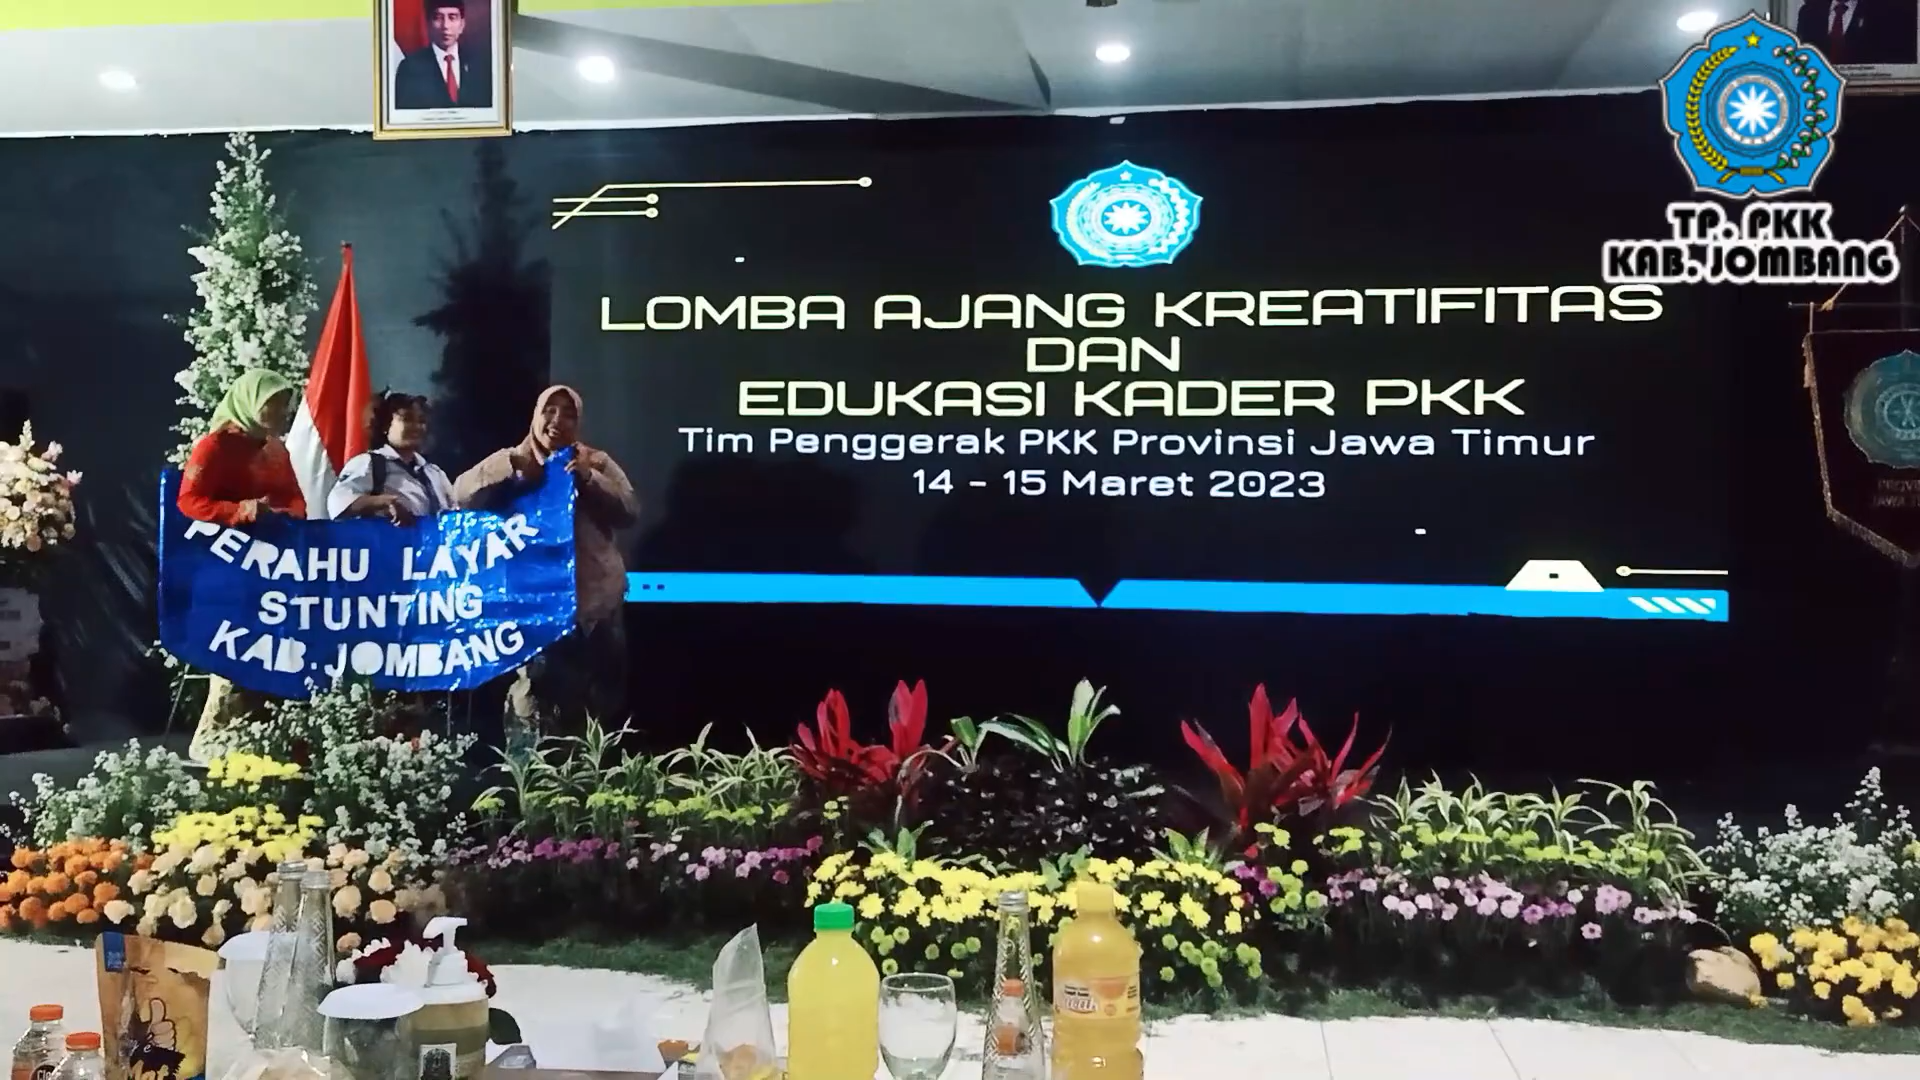 TP. PKK
KAB. JOMBANG
LOMBA AJANG KREATIFITAS
DAN
EDUKASI KADER PKK
Tim Penggerak PKK Provinsi Jawa Timur
14 - 15 Maret 2023
PERAHU LAYAR
STUNTING
KAB. JOMBANG